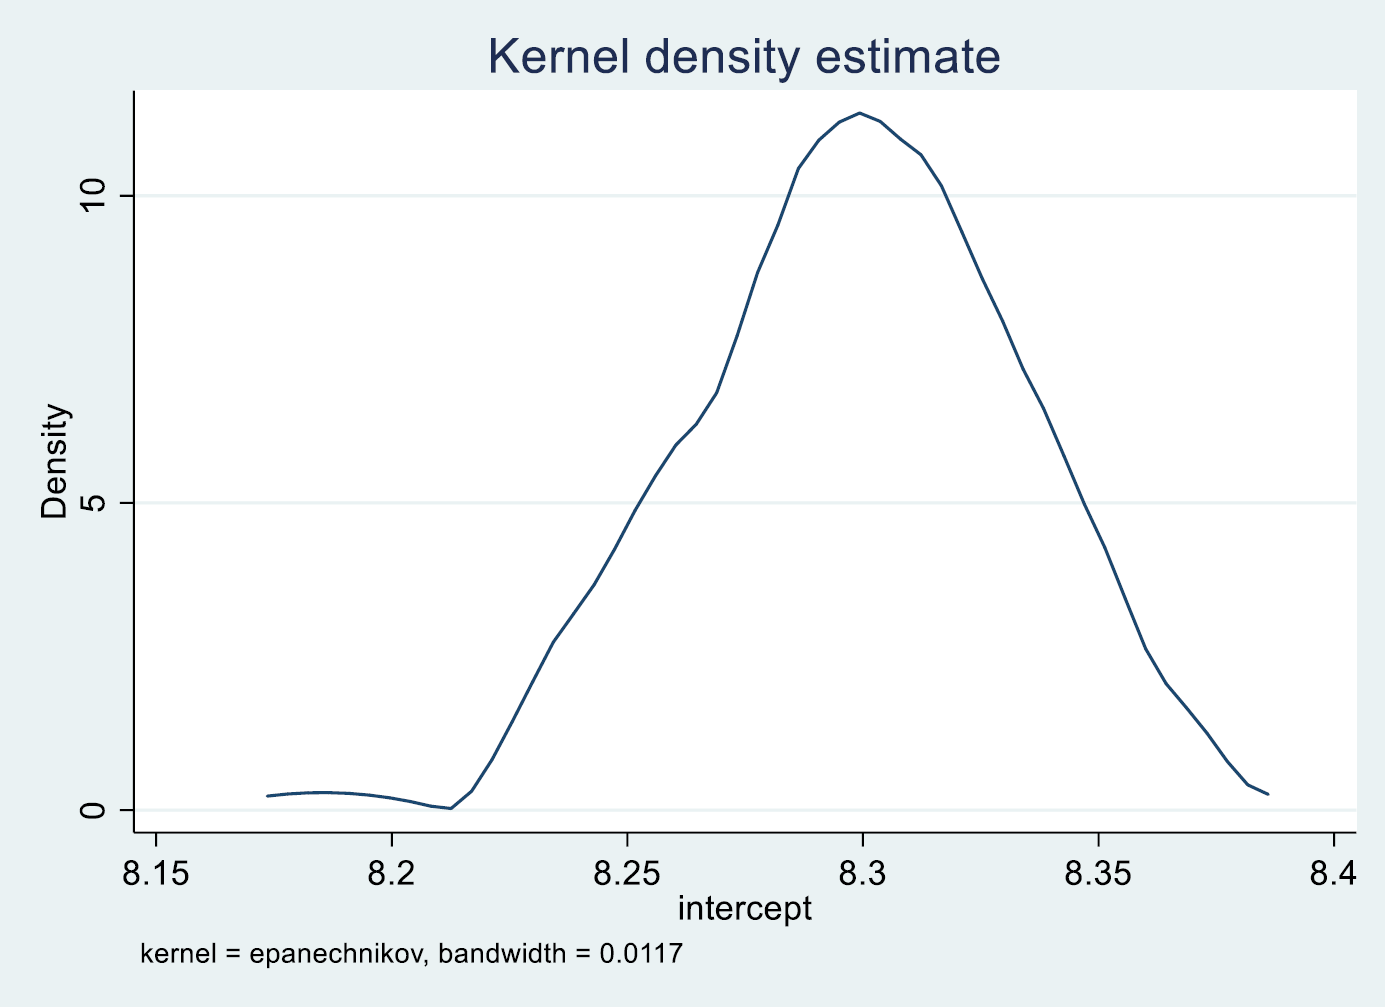 Kernel density estimate
Density
10
5
0
8.15 8.2 8.25 8.3 8.35 8.4
intercept
kernel = epanechnikov, bandwidth = 0.0117